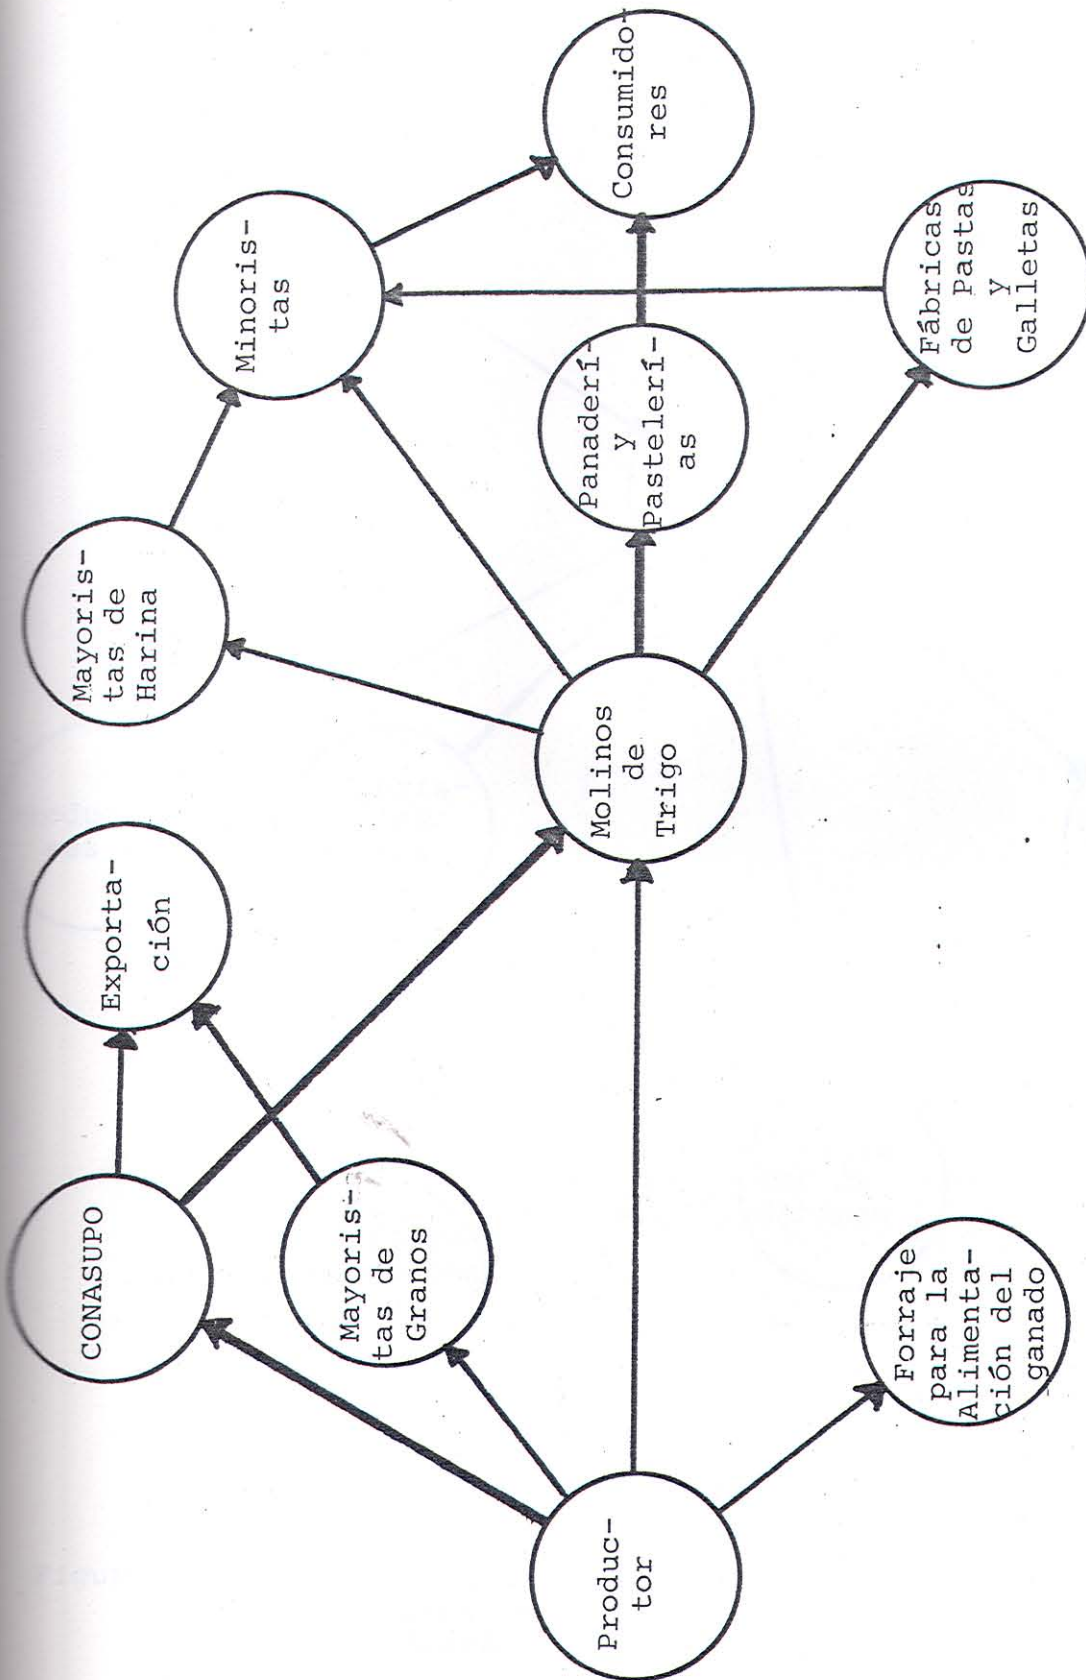 CONASUPO
Exporta-
ción
Mayoris-
tas de
Harina
Minoris-
tas
Mayoris-
tas de
Granos
Produc-
tor
Molinos
de
Trigo
Panaderí-
y
Pastelerí-
as
Consumido-
res
Forraje
para la
Alimenta-
ción del
ganado
Fábricas
de Pastas
y
Galletas